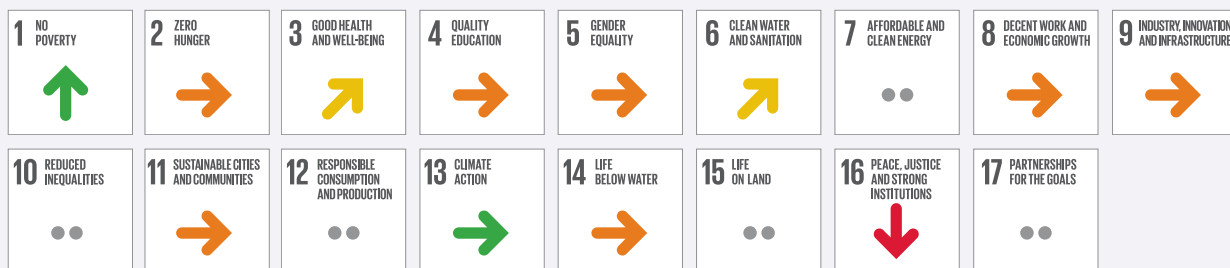 1 NO
POVERTY
2 ZERO
HUNGER
3 GOOD HEALTH
AND WELL-BEING
4 QUALITY
EDUCATION
5 GENDER
EQUALITY
6 CLEAN WATER
AND SANITATION
7 AFFORDABLE AND
CLEAN ENERGY
8 DECENT WORK AND
ECONOMIC GROWTH
9 INDUSTRY, INNOVATION
AND INFRASTRUCTURE
10 REDUCED
INEQUALITIES
11 SUSTAINABLE CITIES
AND COMMUNITIES
12 RESPONSIBLE
CONSUMPTION
AND PRODUCTION
13 CLIMATE
ACTION
14 LIFE
BELOW WATER
15 LIFE
ON LAND
16 PEACE, JUSTICE
AND STRONG
INSTITUTIONS
17 PARTNERSHIPS
FOR THE GOALS